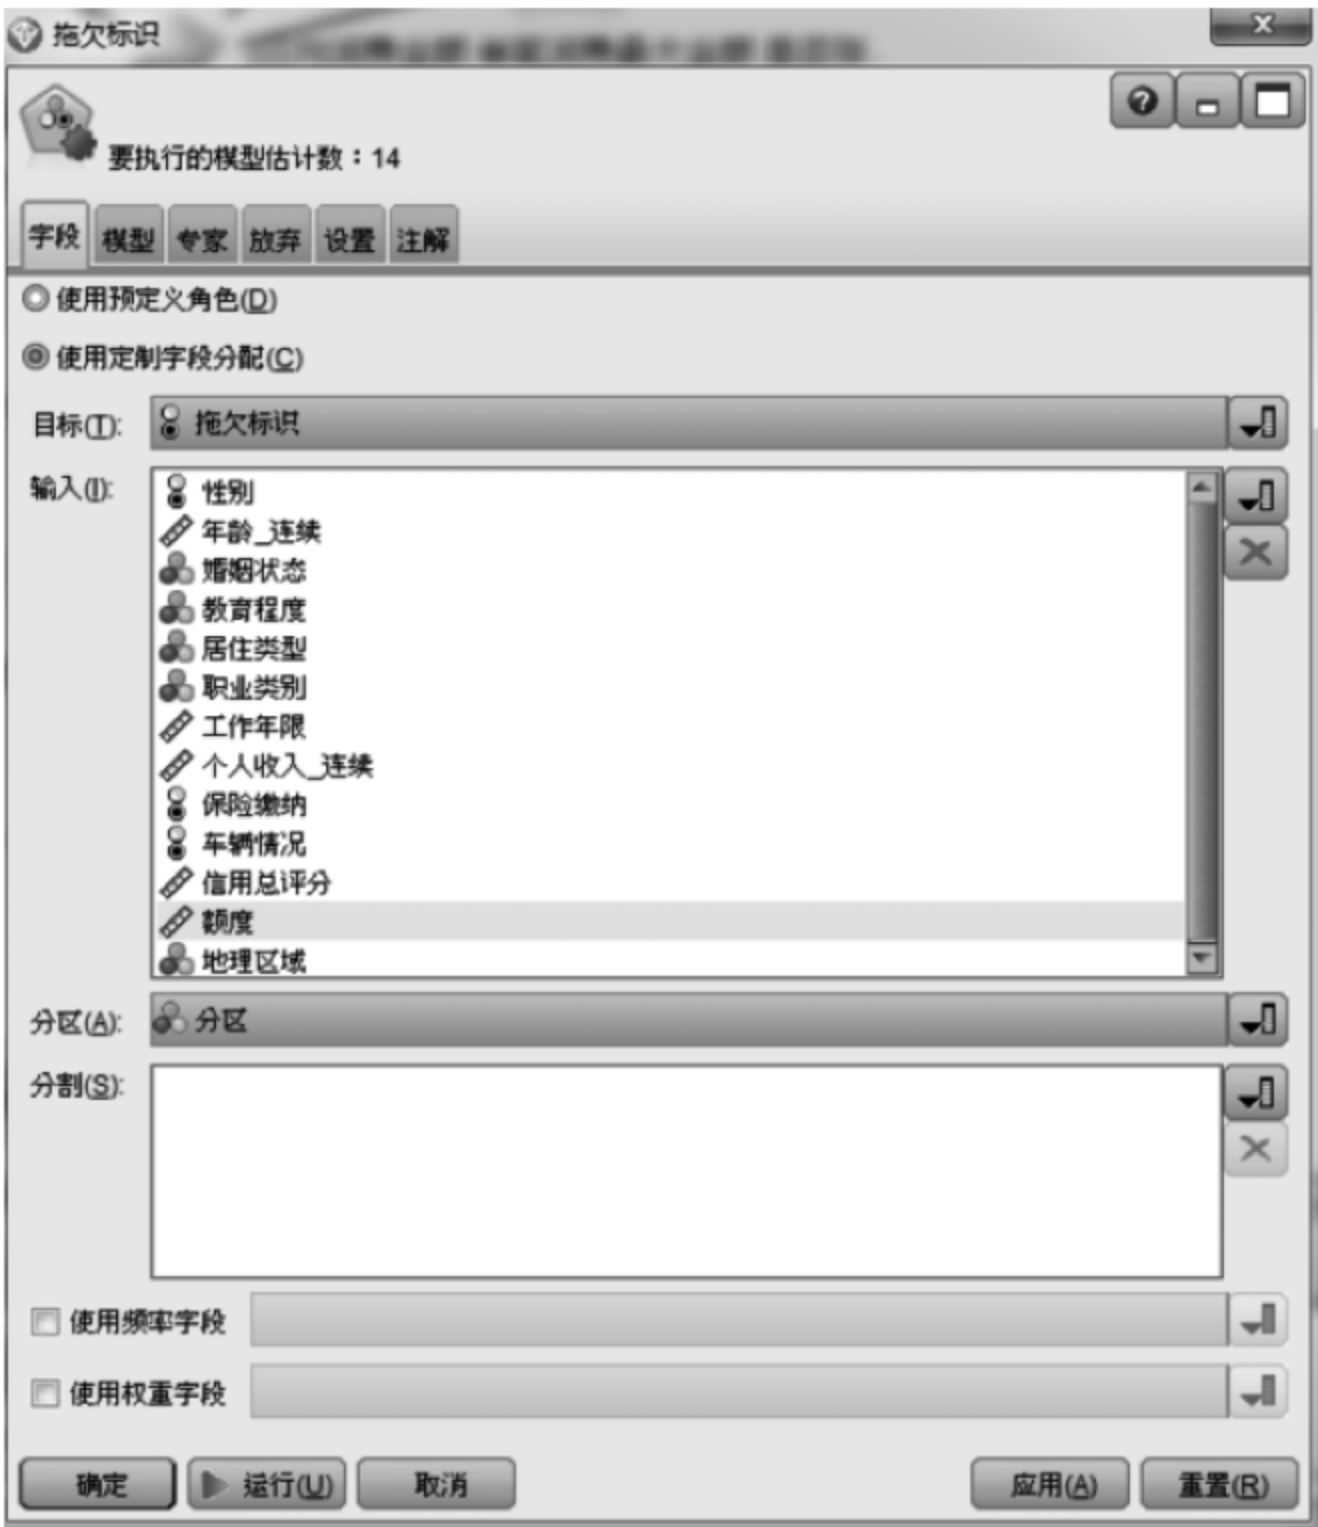 拖欠标识
要执行的模型估计数：14
字段 模型 专家 放弃 设置 注解
使用预定义角色(D)
使用定制字段分配(C)
目标(T): 拖欠标识
输入(I): 性别
年龄_连续
婚姻状态
教育程度
居住类型
职业类别
工作年限
个人收入_连续
保险缴纳
车辆情况
信用总评分
额度
地理区域
分区(A): 分区
分割(S):
使用频率字段
使用权重字段
确定 运行(U) 取消 应用(A) 重置(R)